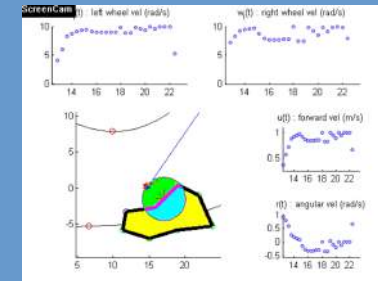 ScreenCam
(t) : left wheel vel (rad/s)
10
5
0
14 16 18 20 22
(t) : right wheel vel (rad/s)
10
5
0
14 16 18 20 22
10
5
0
-5
5 10 15 20
u(t) : forward vel (m/s)
1
0.5
14 16 18 20 22
r(t) : angular vel (rad/s)
1
0.5
0
-0.5
14 16 18 20 22